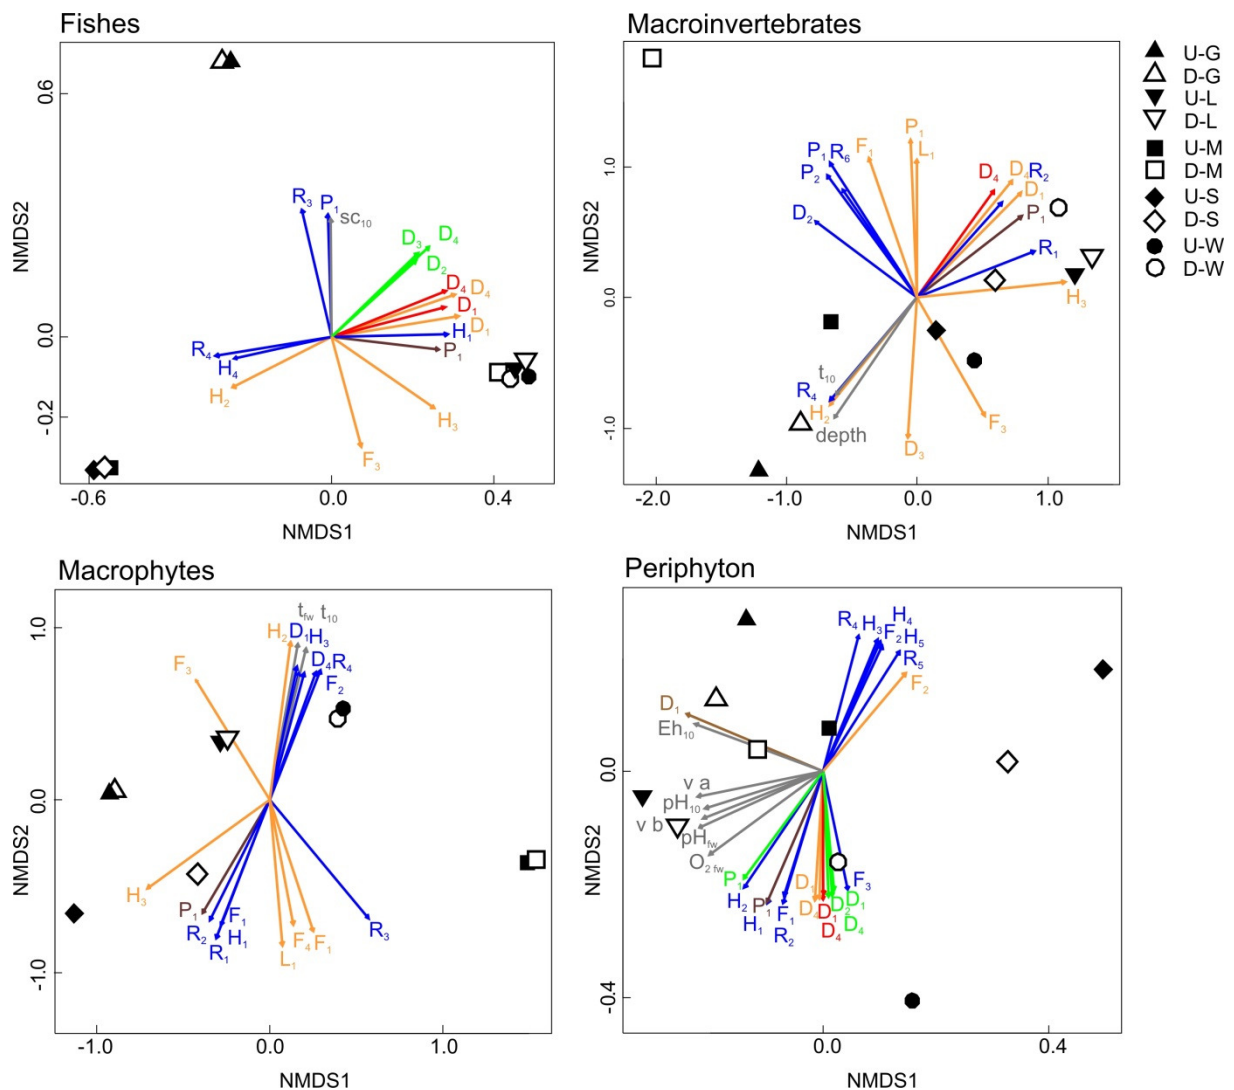 Fishes
0.6
0.0
-0.2
NMDS2
-0.6
0.0
0.4
NMDS1
R3
P1
sc10
D3
D4
D2
D4
D4
D1
D1
H1
P1
R4
H4
H2
H3
F3
Macroinvertebrates
1.0
0.0
-1.0
NMDS2
-2.0
-1.0
0.0
1.0
NMDS1
P1 R6
P2
F1
P1
L1
D4
D4 R2
D1
P1
D2
R1
H3
t10
R4
H2
depth
D3
F3
U-G
D-G
U-L
D-L
U-M
D-M
U-S
D-S
U-W
D-W
Macrophytes
1.0
0.0
-1.0
NMDS2
-1.0
0.0
1.0
NMDS1
tfw t10
H2 D1 H3
F3
D4 R4
F2
H3
P1
R2 F1
R1 H1
L1
F4 F1
R3
Periphyton
0.0
-0.4
NMDS2
0.0
0.4
NMDS1
R4 H3 H4
F2 H5
R5
F2
D1
Eh10
v a
pH10
v b
pHfw
O2 fw
P1
H2
H1
P1
F1
R2
D1
D2
D1
D4
D2 D1
D4
F3